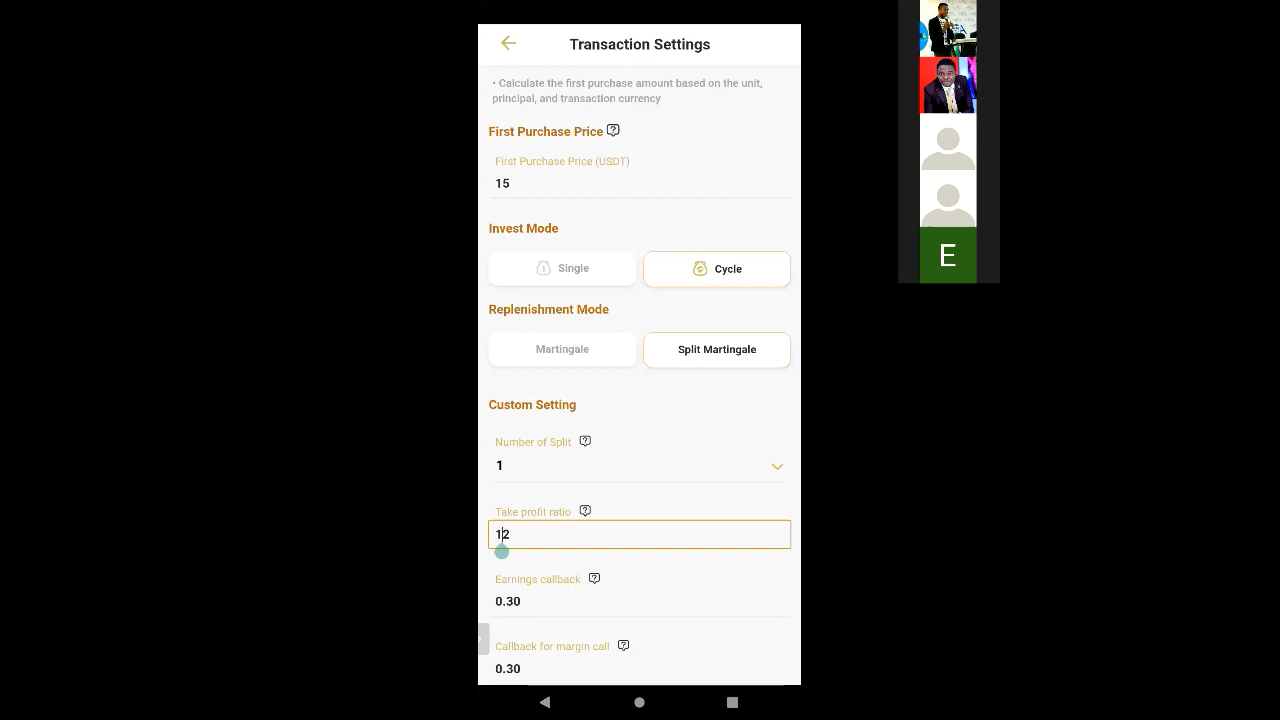 Transaction Settings
• Calculate the first purchase amount based on the unit,
principal, and transaction currency
First Purchase Price
First Purchase Price (USDT)
15
Invest Mode
Single
Cycle
Replenishment Mode
Martingale
Split Martingale
Custom Setting
Number of Split
1
Take profit ratio
12
Earnings callback
0.30
Callback for margin call
0.30
E